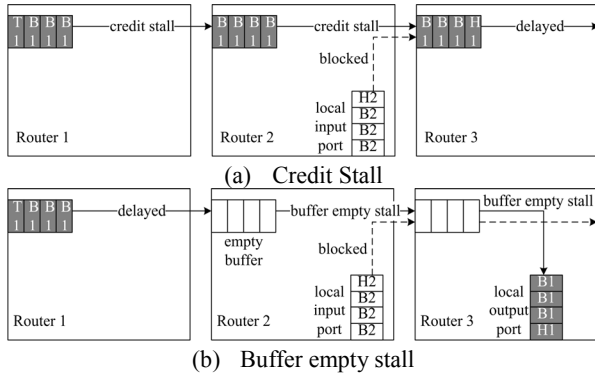 T B B B
1 1 1 1
credit stall
B B B B
1 1 1 1
credit stall
B B B H
1 1 1 1
delayed
blocked
H2
B2
B2
B2
local
input
port
Router 1
Router 2
Router 3
(a) Credit Stall
T B B B
1 1 1 1
delayed
empty
buffer
buffer empty stall
buffer empty stall
blocked
H2
B2
B2
B2
local
input
port
B1
B1
B1
H1
local
output
port
Router 1
Router 2
Router 3
(b) Buffer empty stall